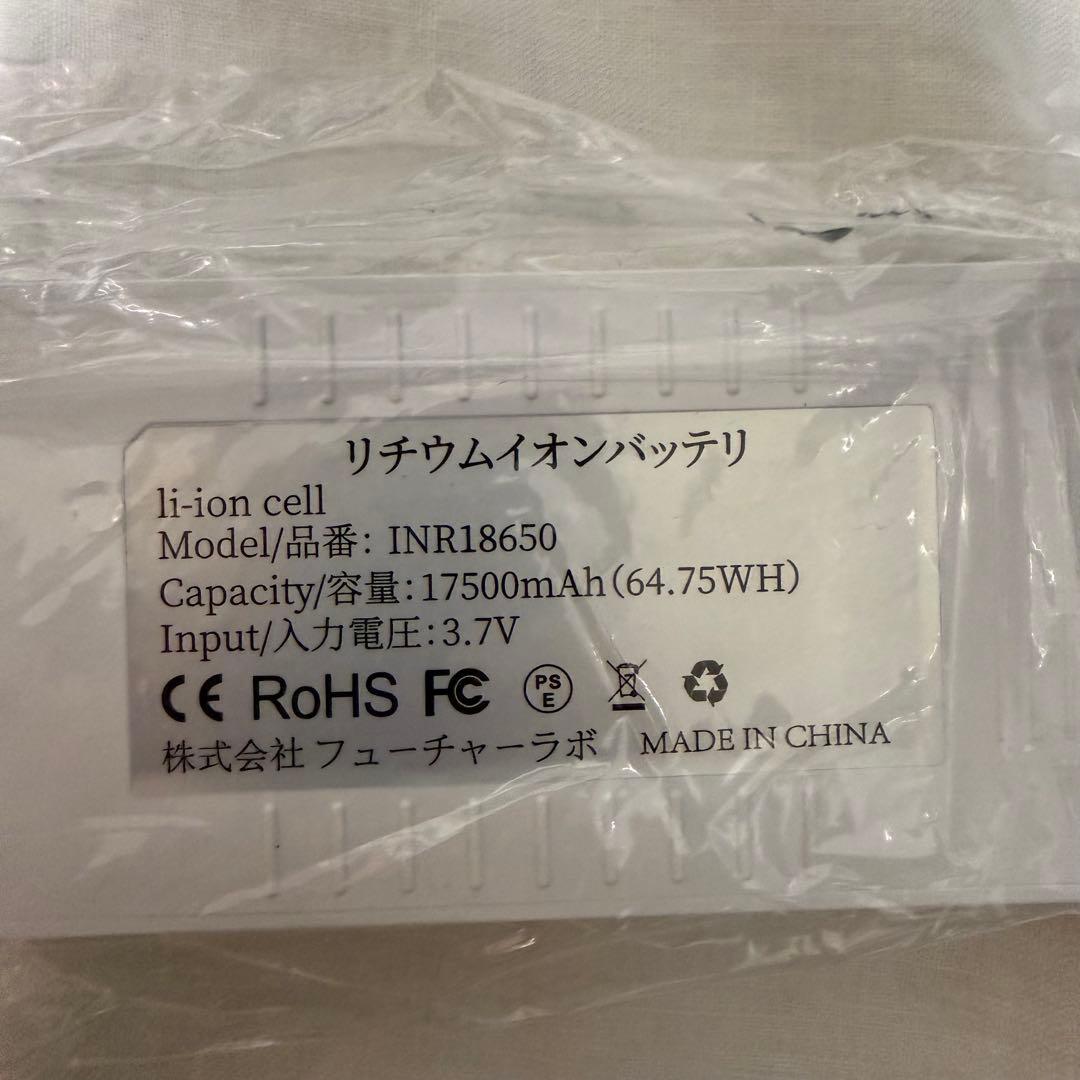 リチウムイオンバッテリ
li-ion cell
Model/品番: INR18650
Capacity/容量:17500mAh(64.75WH)
Input/入力電圧:3.7V
CE RoHS FC PSE
株式会社 フューチャーラボ MADE IN CHINA